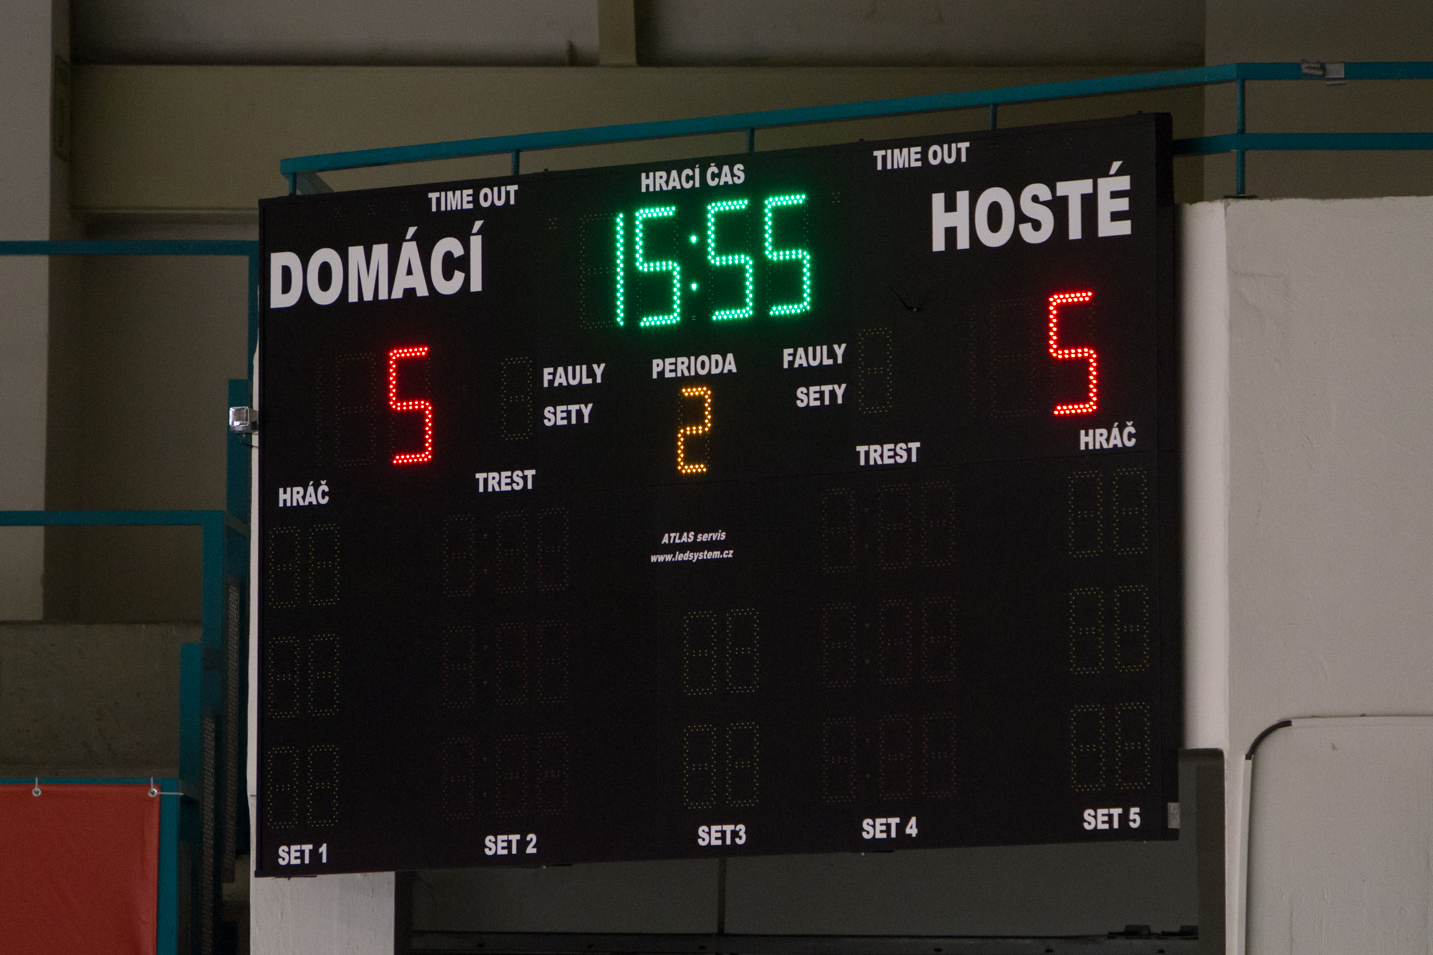 TIME OUT
HRACÍ ČAS
TIME OUT
DOMÁCÍ
15:55
HOSTÉ
5
FAULY
SETY
PERIODA
2
FAULY
SETY
5
HRÁČ
TREST
TREST
HRÁČ
ATLAS servis
www.ledsystem.cz
SET 1
SET 2
SET3
SET 4
SET 5